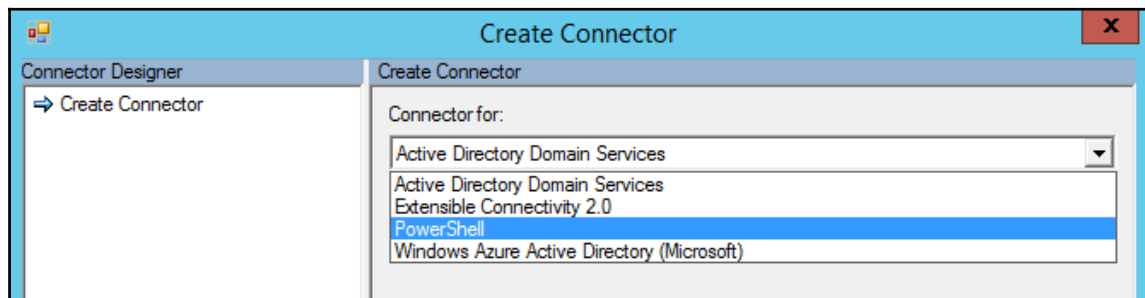 Create Connector
x
Connector Designer
Create Connector
Create Connector
Connector for:
Active Directory Domain Services
Active Directory Domain Services
Extensible Connectivity 2.0
PowerShell
Windows Azure Active Directory (Microsoft)